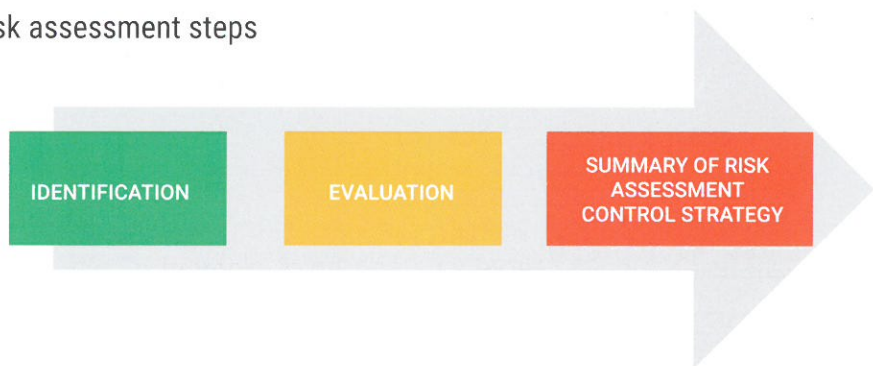 sk assessment steps
IDENTIFICATION
EVALUATION
SUMMARY OF RISK
ASSESSMENT
CONTROL STRATEGY